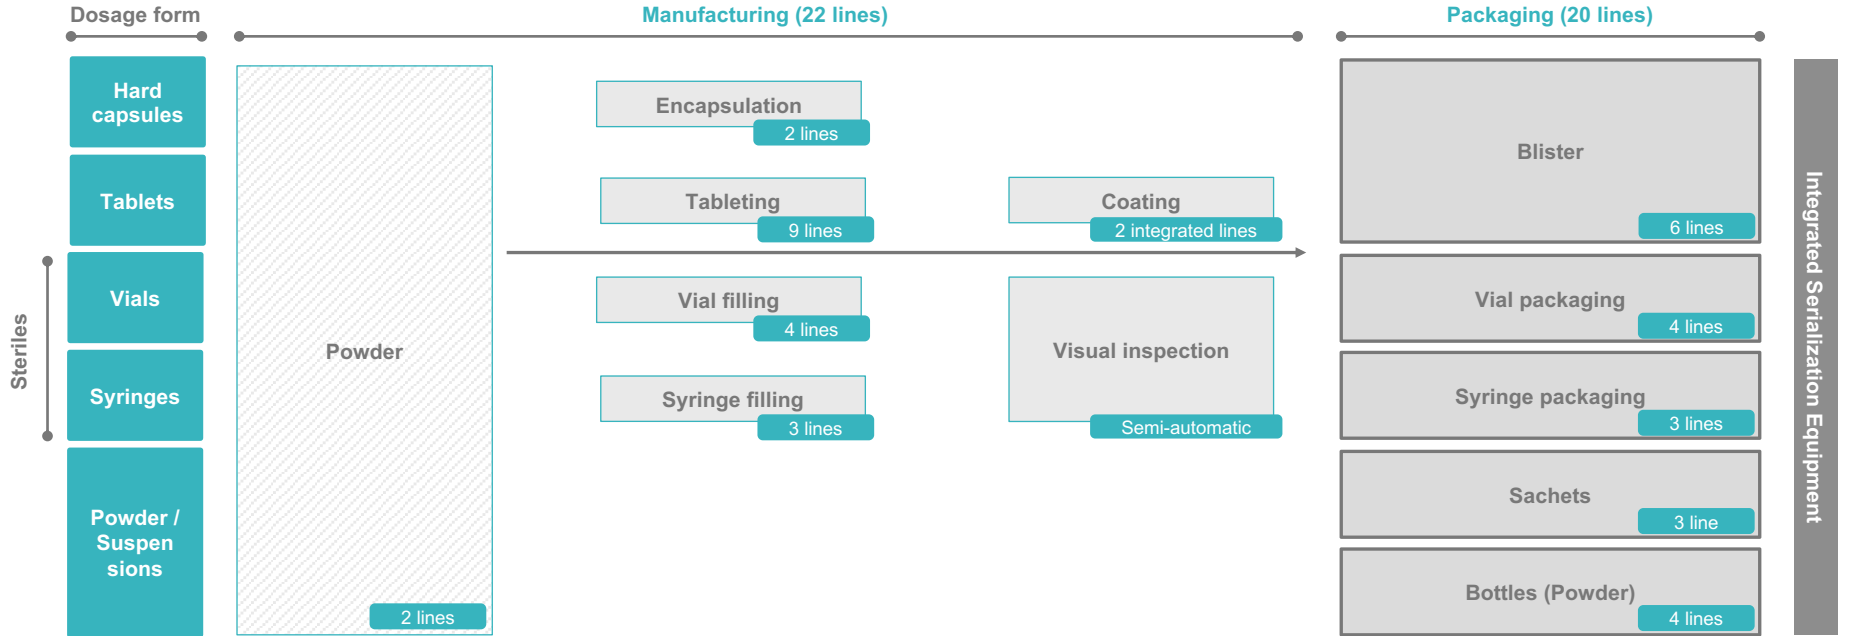 Dosage form
Manufacturing (22 lines)
Packaging (20 lines)
Hard
capsules
Tablets
Steriles
Vials
Syringes
Powder /
Suspen
sions
Powder
2 lines
Encapsulation
2 lines
Tableting
9 lines
Coating
2 integrated lines
Vial filling
4 lines
Syringe filling
3 lines
Visual inspection
Semi-automatic
Blister
6 lines
Vial packaging
4 lines
Syringe packaging
3 lines
Sachets
3 line
Bottles (Powder)
4 lines
Integrated Serialization Equipment